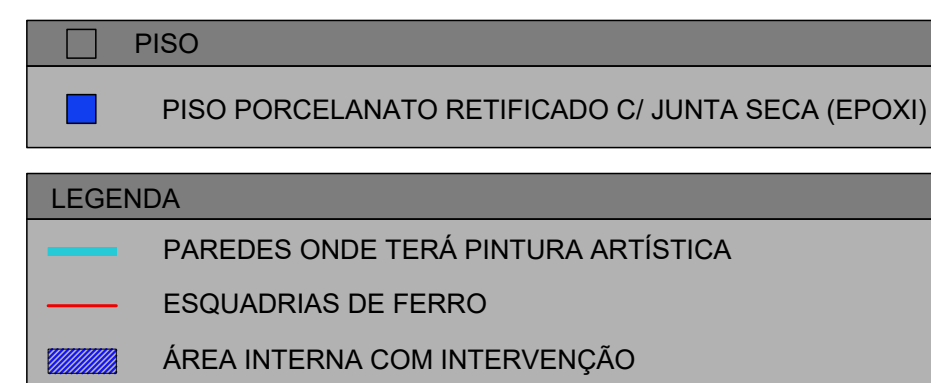 PISO
PISO PORCELANATO RETIFICADO C/ JUNTA SECA (EPOXI)
LEGENDA
PAREDES ONDE TERÁ PINTURA ARTÍSTICA
ESQUADRIAS DE FERRO
ÁREA INTERNA COM INTERVENÇÃO